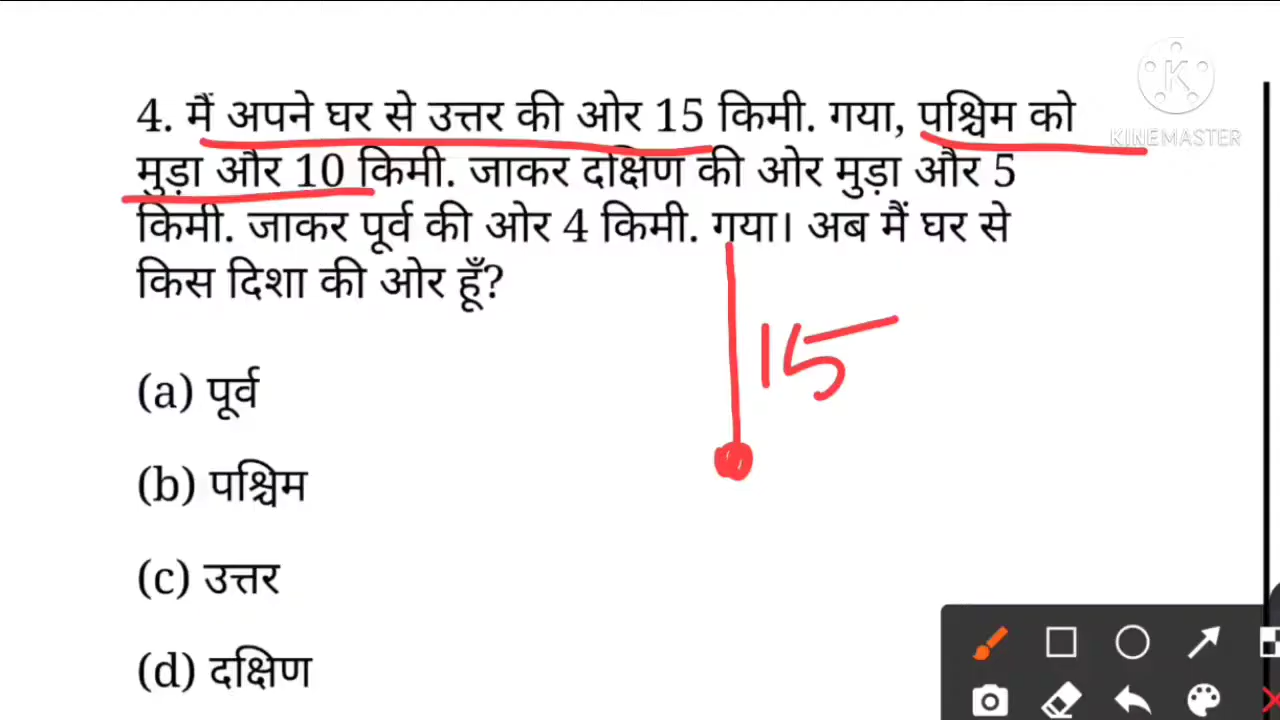 4. मैं अपने घर से उत्तर की ओर 15 किमी. गया, पश्चिम को
मुड़ा और 10 किमी. जाकर दक्षिण की ओर मुड़ा और 5
किमी. जाकर पूर्व की ओर 4 किमी. गया। अब मैं घर से
किस दिशा की ओर हूँ?
15
(a) पूर्व
(b) पश्चिम
(c) उत्तर
(d) दक्षिण
K
KINEMASTER